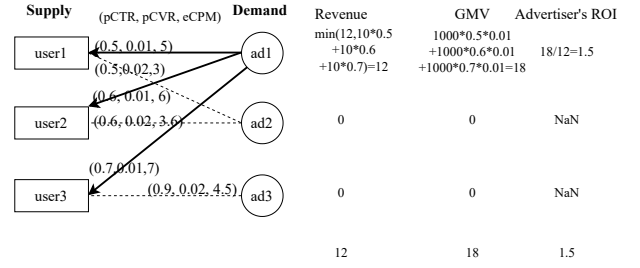 Supply (pCTR, pCVR, eCPM) Demand Revenue GMV Advertiser's ROI
user1 (0.5, 0.01, 5) ad1 min(12,10*0.5 1000*0.5*0.01
(0.5,0.02,3) +10*0.6 +1000*0.6*0.01 18/12=1.5
+10*0.7)=12 +1000*0.7*0.01=18
(0.6, 0.01, 6)
user2 (0.6, 0.02, 3.6) ad2 0 0 NaN
(0.7,0.01,7)
user3 (0.9, 0.02, 4.5) ad3 0 0 NaN
12 18 1.5